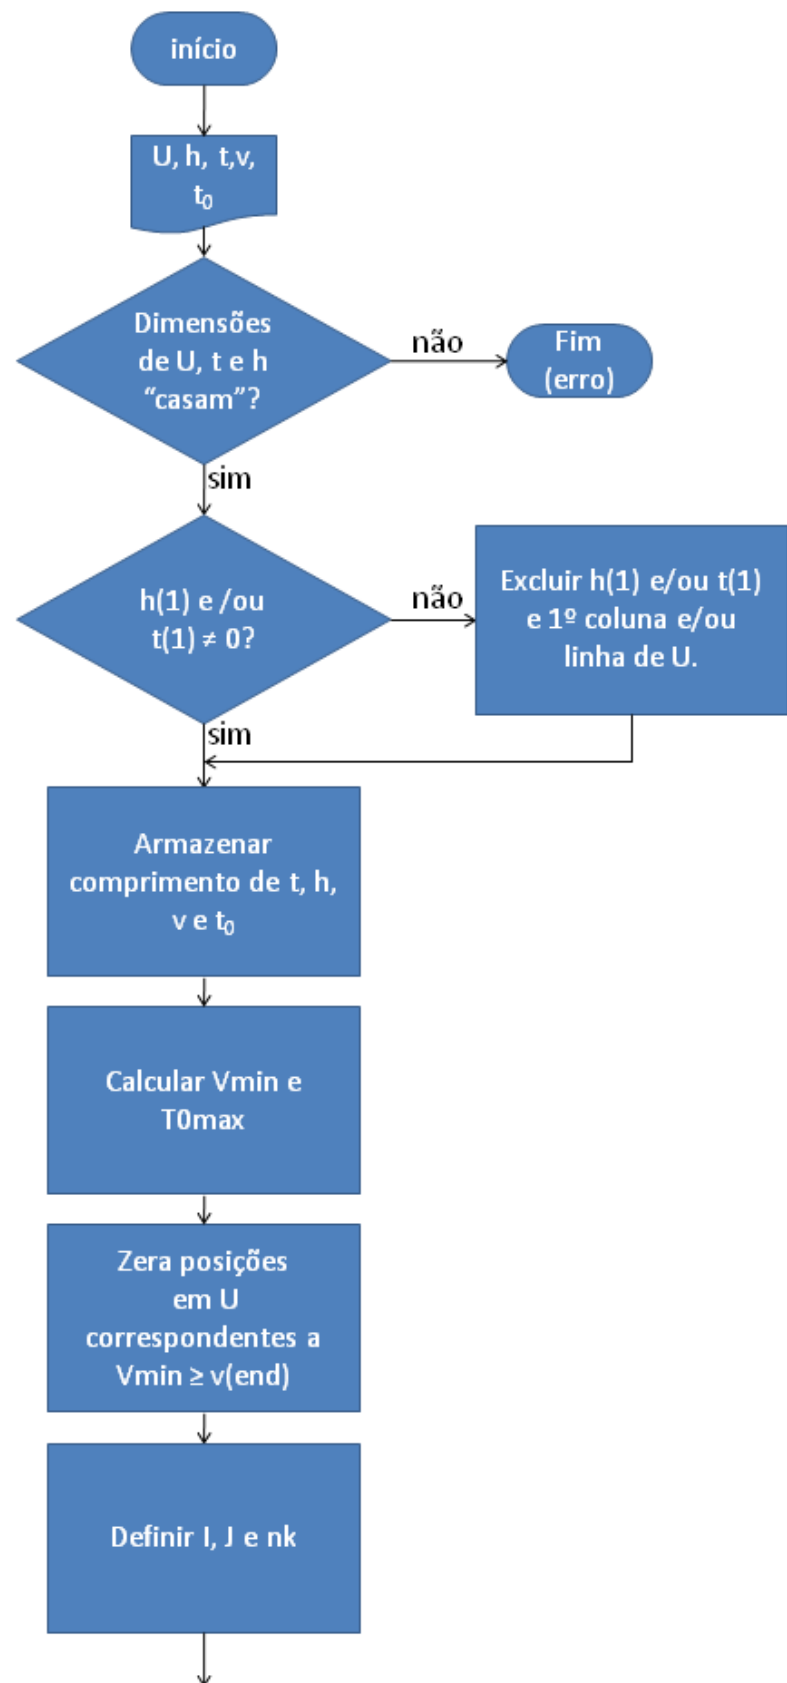 início
U, h, t,v,
t₀
Dimensões
de U, t e h
“casam”?
não
Fim
(erro)
sim
h(1) e /ou
t(1) ≠ 0?
não
Excluir h(1) e/ou t(1)
e 1º coluna e/ou
linha de U.
sim
Armazenar
comprimento de t, h,
v e t₀
Calcular Vmin e
T0max
Zera posições
em U
correspondentes a
Vmin ≥ v(end)
Definir I, J e nk